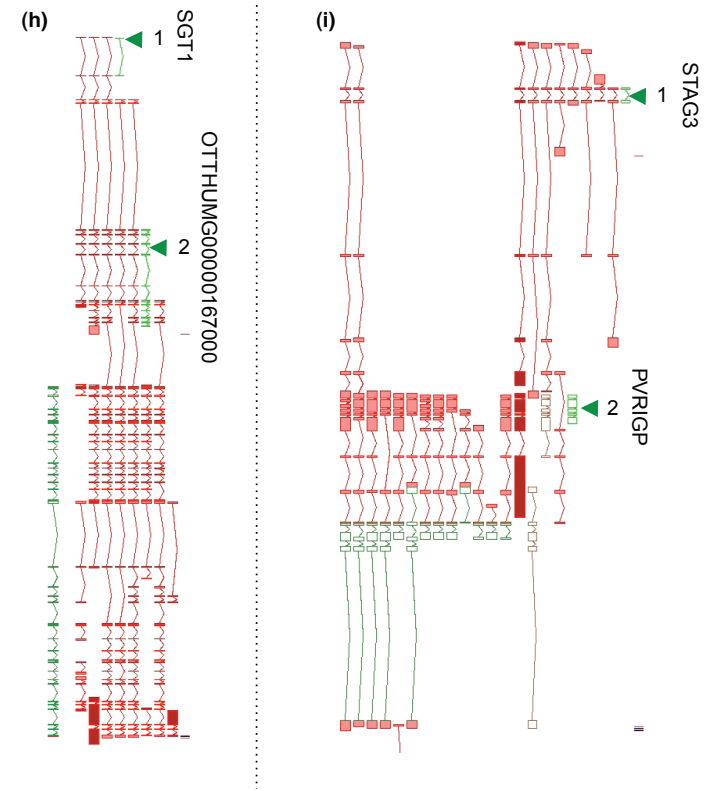 (h)
SGT1
1
OTTHUMG00000167000
2
(i)
STAG3
1
PVRIGP
2